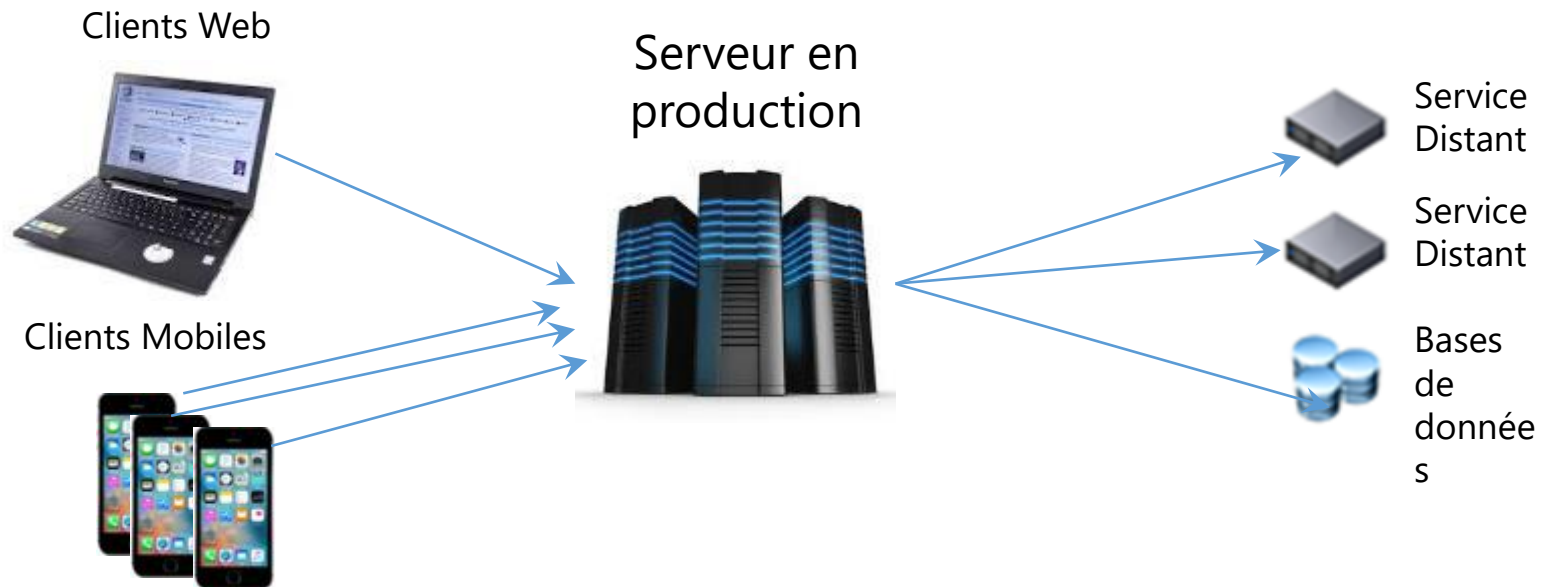 Clients Web
Serveur en
production
Service
Distant
Service
Distant
Clients Mobiles
Bases
de
donnée
s